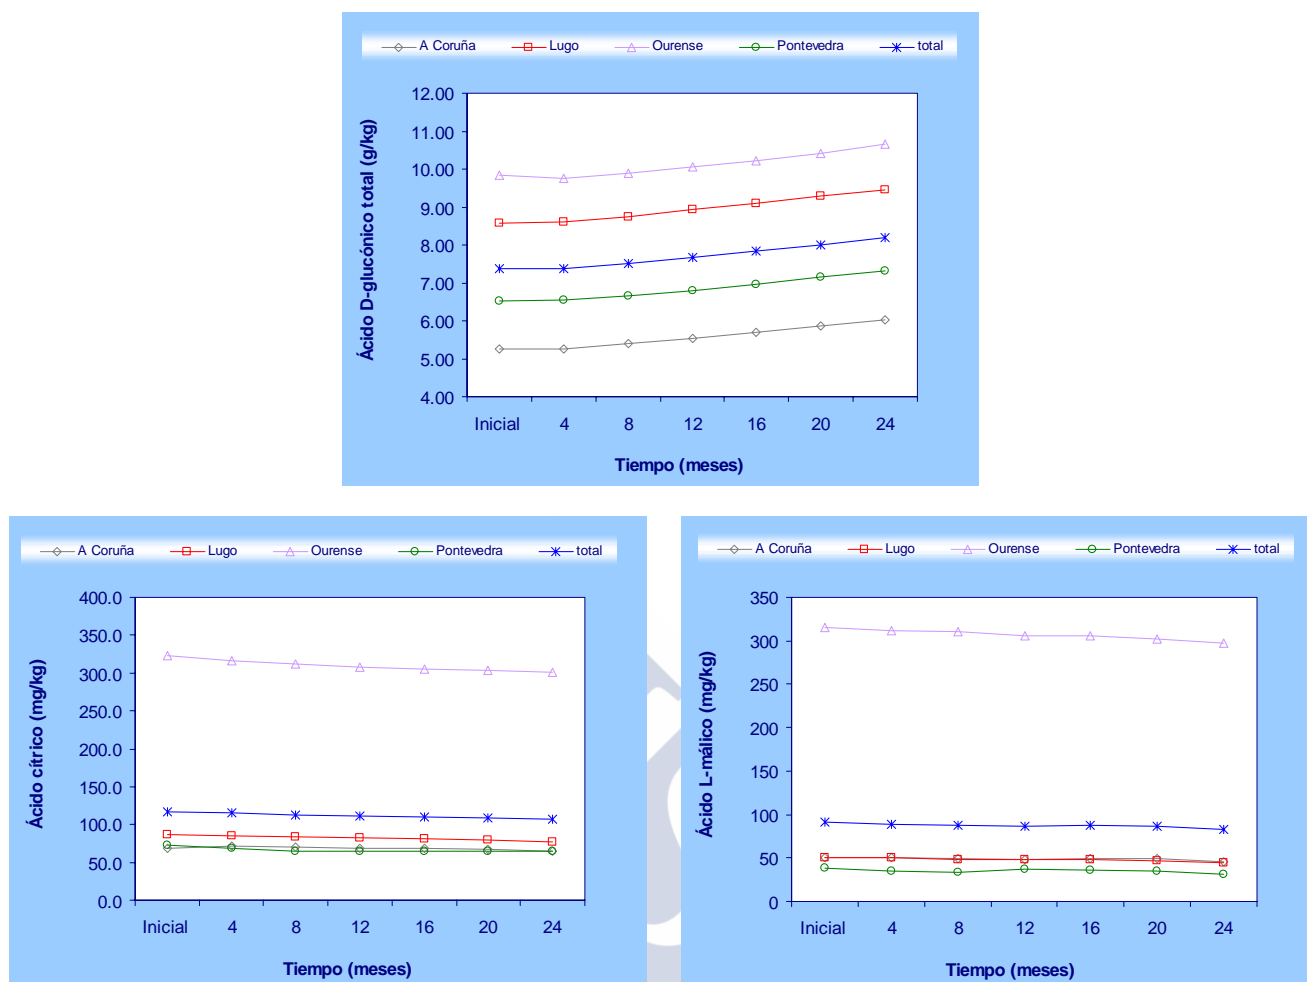 A Coruña Lugo Ourense Pontevedra total
Ácido D-glucónico total (g/kg)
12.00
11.00
10.00
9.00
8.00
7.00
6.00
5.00
4.00
Inicial 4 8 12 16 20 24
Tiempo (meses)
A Coruña Lugo Ourense Pontevedra total
Ácido cítrico (mg/kg)
400.0
350.0
300.0
250.0
200.0
150.0
100.0
50.0
0.0
Inicial 4 8 12 16 20 24
Tiempo (meses)
A Coruña Lugo Ourense Pontevedra total
Ácido L-málico (mg/kg)
350
300
250
200
150
100
50
0
Inicial 4 8 12 16 20 24
Tiempo (meses)